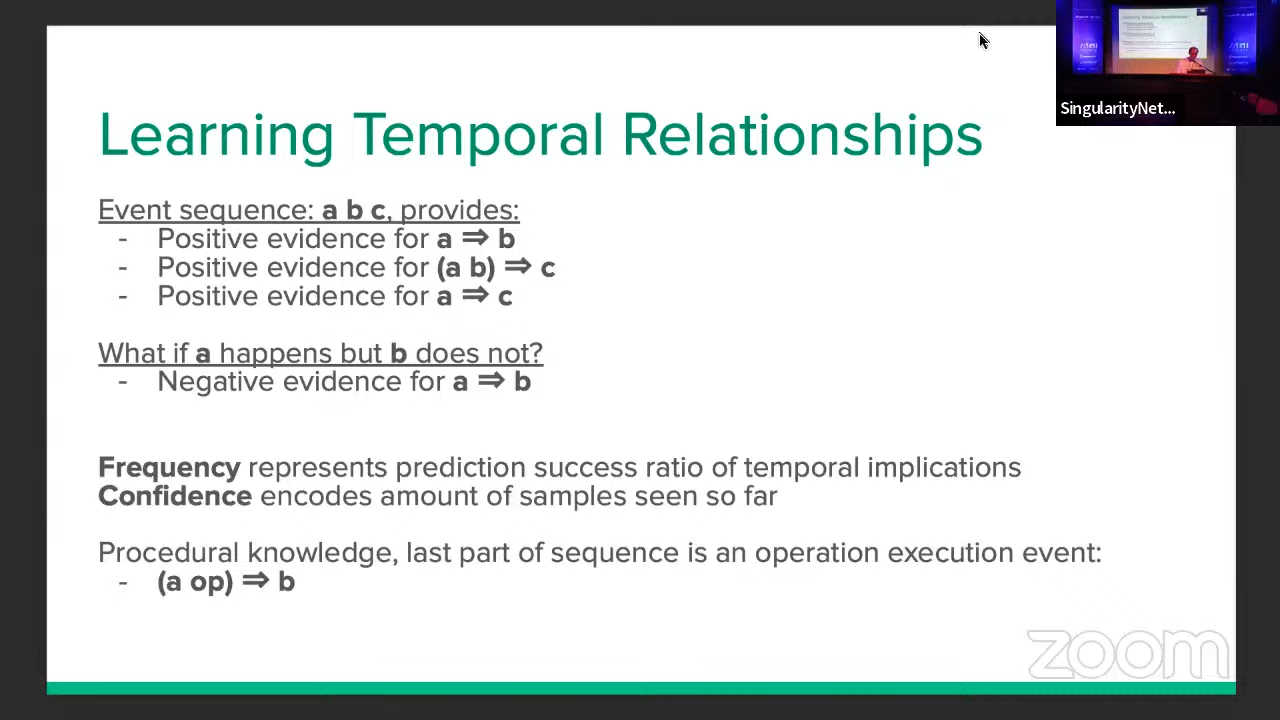 Learning Temporal Relationships
Event sequence: a b c, provides:
- Positive evidence for a ⇒ b
- Positive evidence for (a b) ⇒ c
- Positive evidence for a ⇒ c
What if a happens but b does not?
- Negative evidence for a ⇒ b
Frequency represents prediction success ratio of temporal implications
Confidence encodes amount of samples seen so far
Procedural knowledge, last part of sequence is an operation execution event:
- (a op) ⇒ b
SingularityNet...
zoom